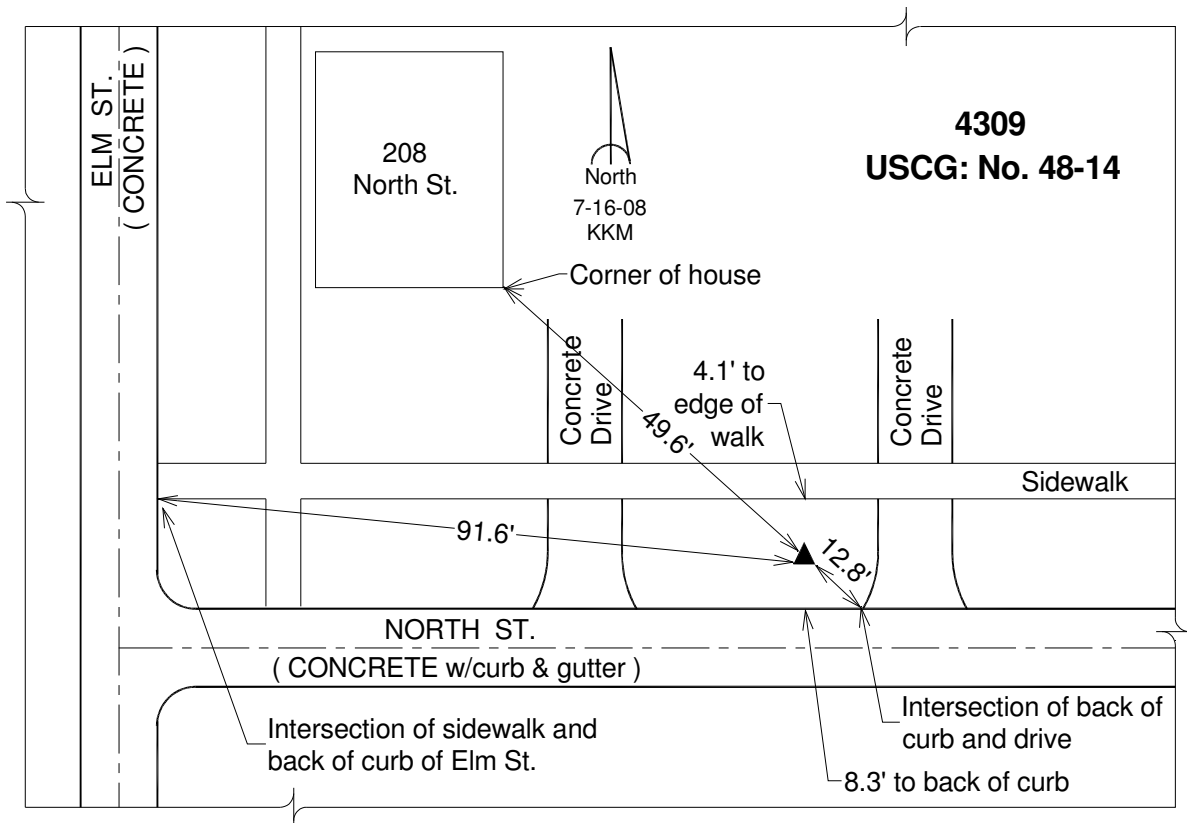 ELM ST.
( CONCRETE )
208
North St.
North
7-16-08
KKM
4309
USCG: No. 48-14
Corner of house
Concrete
Drive
49.6'
4.1' to
edge of
walk
Concrete
Drive
Sidewalk
91.6'
12.8'
NORTH ST.
( CONCRETE w/curb & gutter )
Intersection of sidewalk and
back of curb of Elm St.
Intersection of back of
curb and drive
8.3' to back of curb